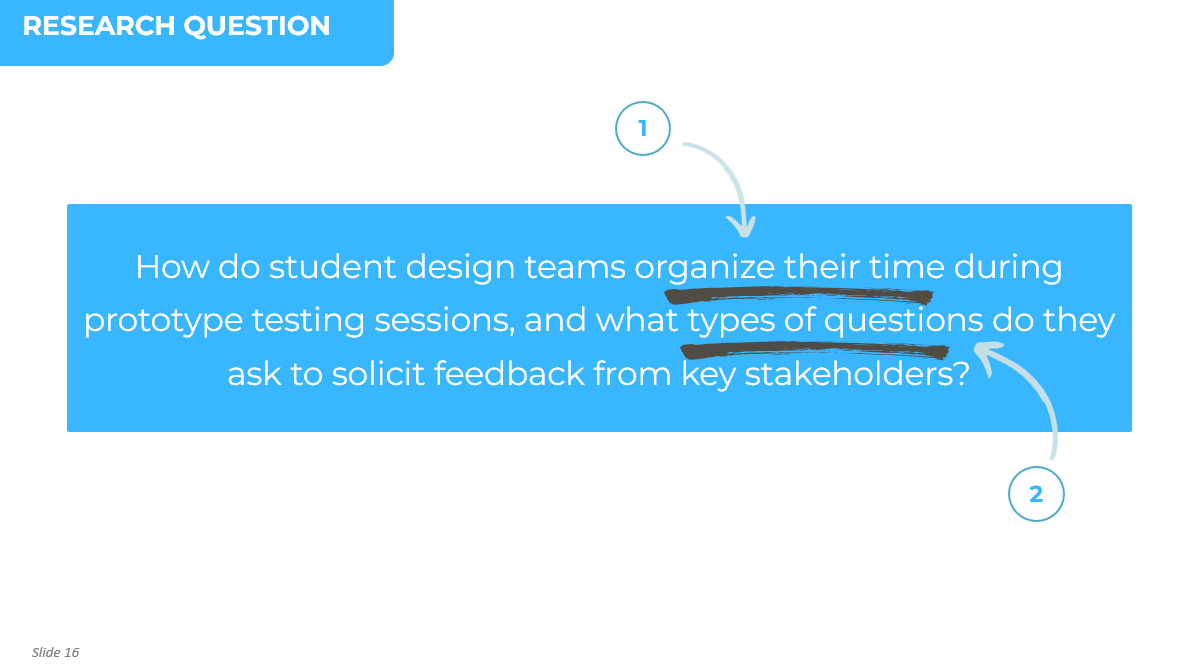 RESEARCH QUESTION
1
How do student design teams organize their time during
prototype testing sessions, and what types of questions do they
ask to solicit feedback from key stakeholders?
2
Slide 16